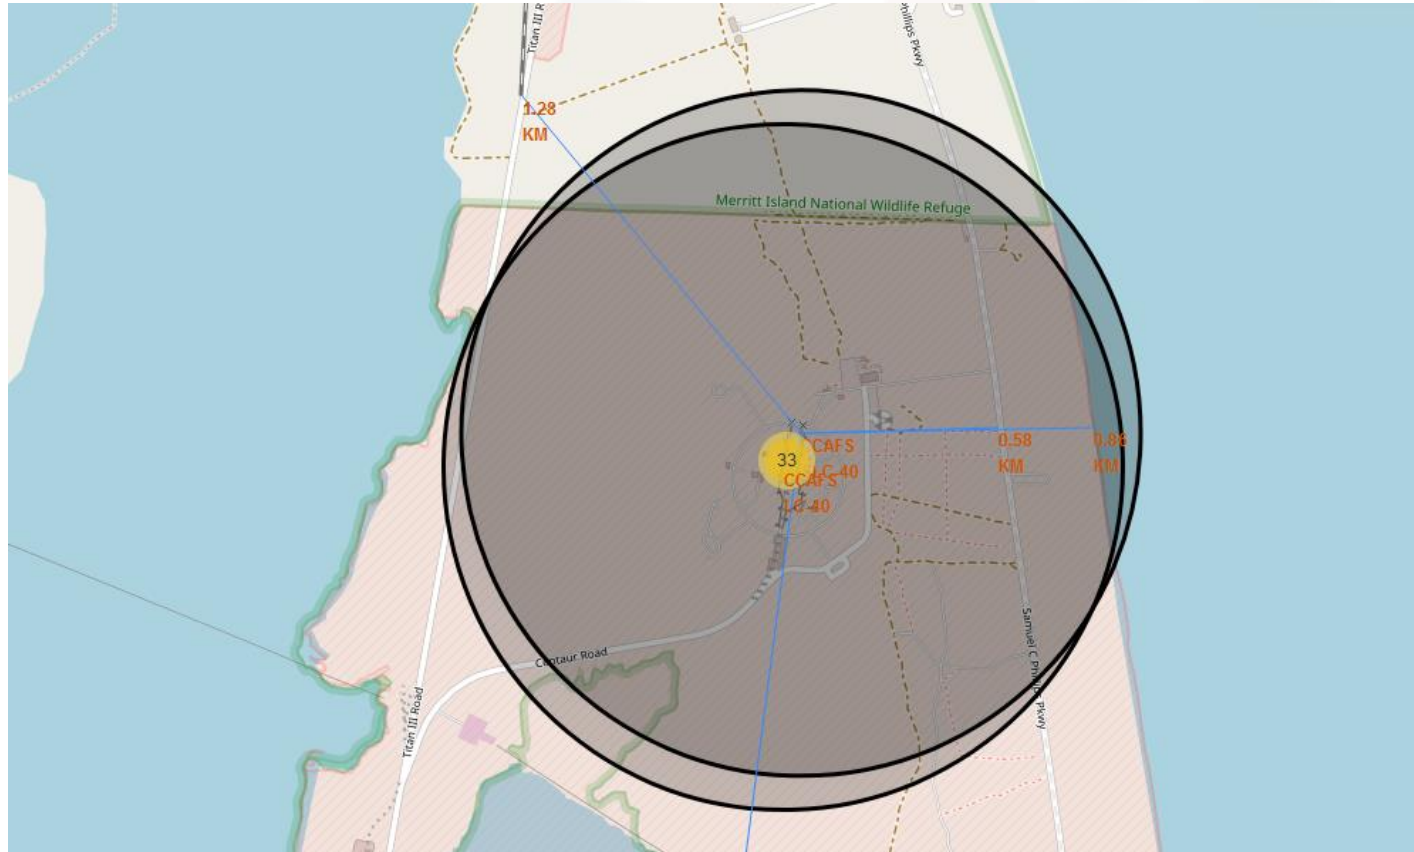 Titan III R
Phillips Pkwy
1.28
KM
Merritt Island National Wildlife Refuge
33
CAFS
LC-40
CCAFS
LC-40
0.58
KM
0.86
KM
Centaur Road
Titan III Road
Samuel C Phillips Pkwy